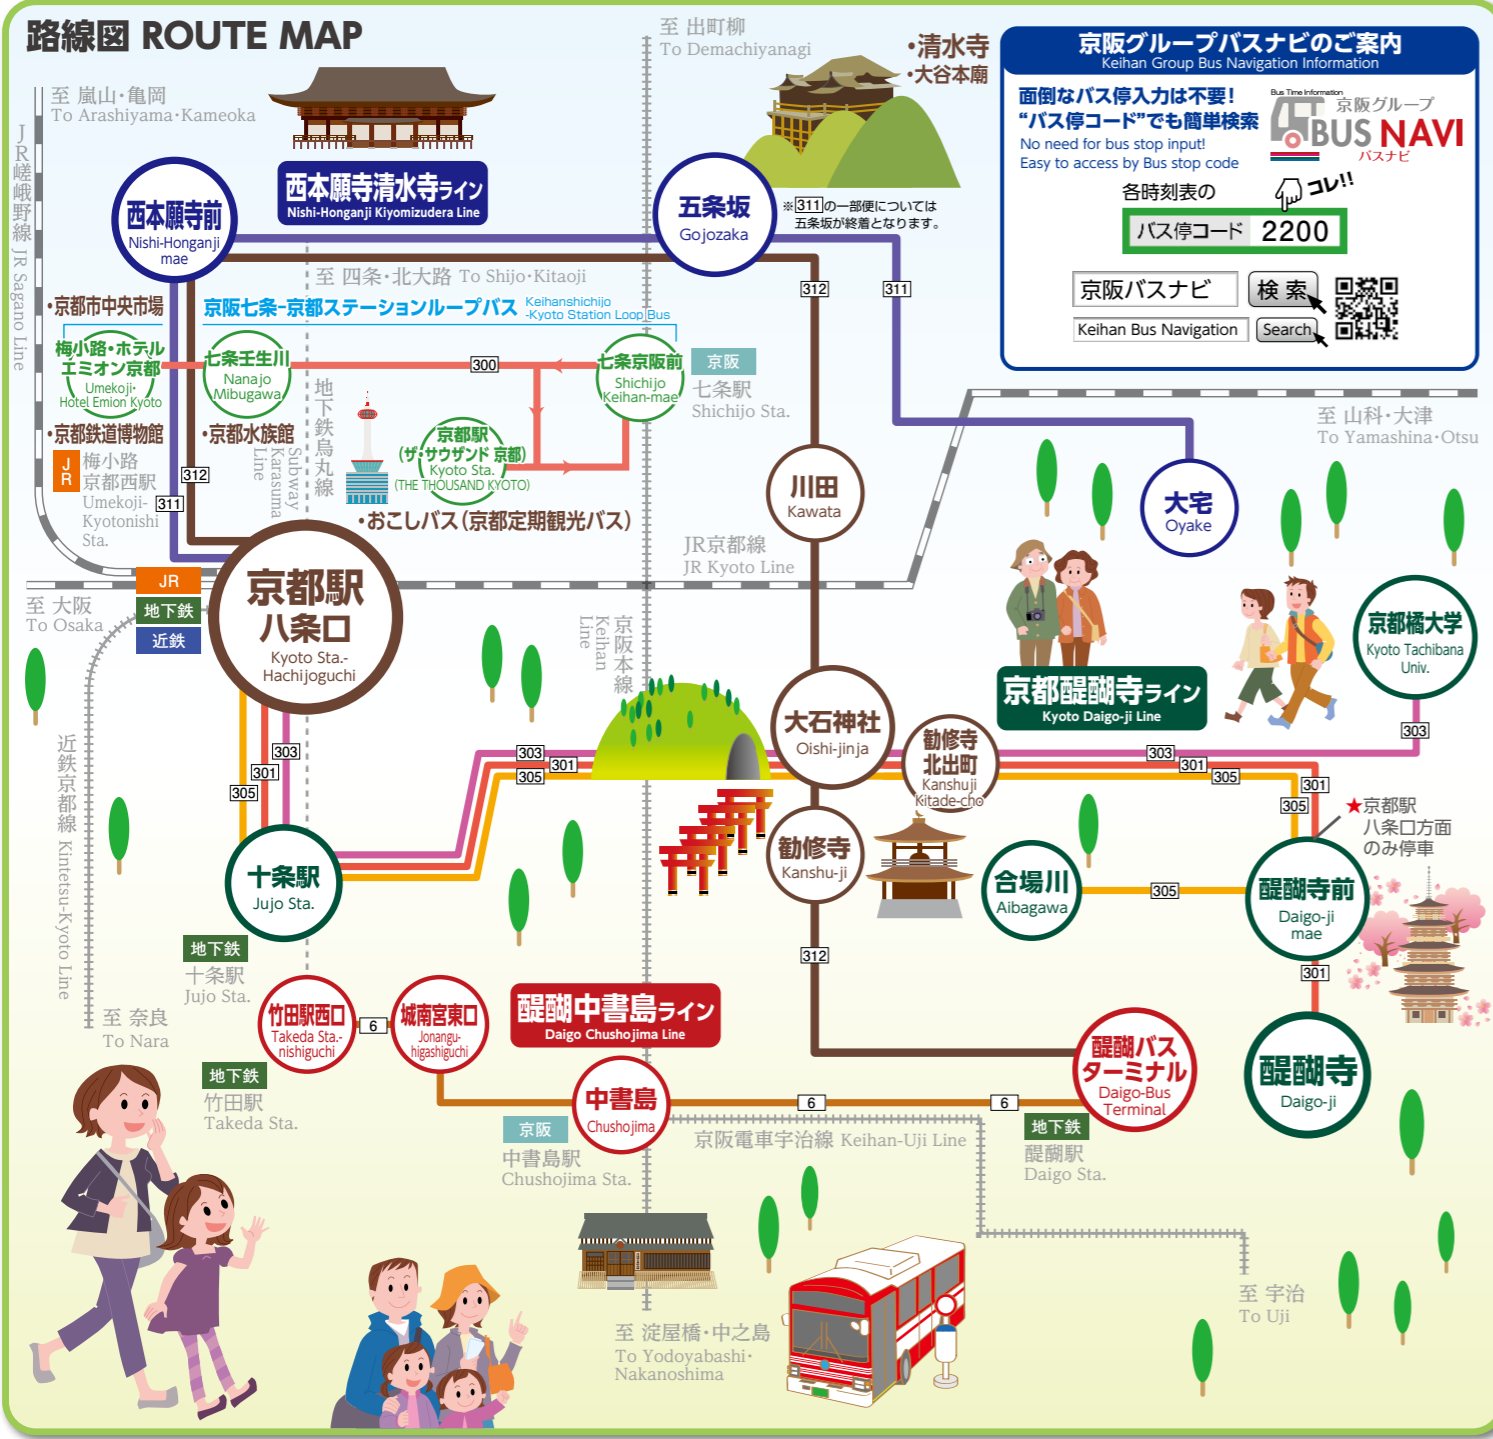 路線図 ROUTE MAP
至 嵐山・亀岡
To Arashiyama・Kameoka
JR嵯峨野線 JR Sagano Line
至 出町柳
To Demachiyanagi
・清水寺
・大谷本廟
京阪グループバスナビのご案内
Keihan Group Bus Navigation Information
面倒なバス停入力は不要!
“バス停コード”でも簡単検索
No need for bus stop input!
Easy to access by Bus stop code
Bus Time Information
京阪グループ
BUS NAVI
バスナビ
各時刻表の
コレ!!
バス停コード 2200
京阪バスナビ
検 索
Keihan Bus Navigation
Search
西本願寺前
Nishi-Honganji
mae
西本願寺清水寺ライン
Nishi-Honganji Kiyomizudera Line
五条坂
Gojozaka
※311の一部便については
五条坂が終着となります。
至 四条・北大路 To Shijo・Kitaoji
312
311
・京都市中央市場
京阪七条-京都ステーションループバス
Keihanshichijo
-Kyoto Station Loop Bus
梅小路・ホテル
エミオン京都
Umekoji・
Hotel Emion Kyoto
七条壬生川
Nanajo
Mibugawa
300
七条京阪前
Shichijo
Keihan-mae
京阪
七条駅
Shichijo Sta.
・京都鉄道博物館
・京都水族館
JR
梅小路
京都西駅
Umekoji-
Kyotonishi
Sta.
312
311
地下鉄烏丸線
Subway
Karasuma
Line
京都駅
(ザ・サウザンド 京都)
Kyoto Sta.
(THE THOUSAND KYOTO)
・おこしバス(京都定期観光バス)
川田
Kawata
大宅
Oyake
至 山科・大津
To Yamashina・Otsu
JR京都線
JR Kyoto Line
至 大阪
To Osaka
JR
地下鉄
近鉄
京都駅
八条口
Kyoto Sta.-
Hachijoguchi
京阪本線
Keihan
Line
京都橘大学
Kyoto Tachibana
Univ.
京都醍醐寺ライン
Kyoto Daigo-ji Line
大石神社
Oishi-jinja
勧修寺
北出町
Kanshuji
Kitade-cho
303
301
305
303
301
305
303
301
305
303
301
305
★京都駅
八条口方面
のみ停車
近鉄京都線 Kintetsu-Kyoto Line
十条駅
Jujo Sta.
地下鉄
十条駅
Jujo Sta.
勧修寺
Kanshu-ji
合場川
Aibagawa
305
醍醐寺前
Daigo-ji
mae
312
301
至 奈良
To Nara
竹田駅西口
Takeda Sta.-
nishiguchi
6
城南宮東口
Jonangu-
higashiguchi
地下鉄
竹田駅
Takeda Sta.
醍醐中書島ライン
Daigo Chushojima Line
中書島
Chushojima
京阪
中書島駅
Chushojima Sta.
6
6
醍醐バス
ターミナル
Daigo-Bus
Terminal
地下鉄
醍醐駅
Daigo Sta.
醍醐寺
Daigo-ji
京阪電車宇治線 Keihan-Uji Line
至 宇治
To Uji
至 淀屋橋・中之島
To Yodoyabashi・
Nakanoshima